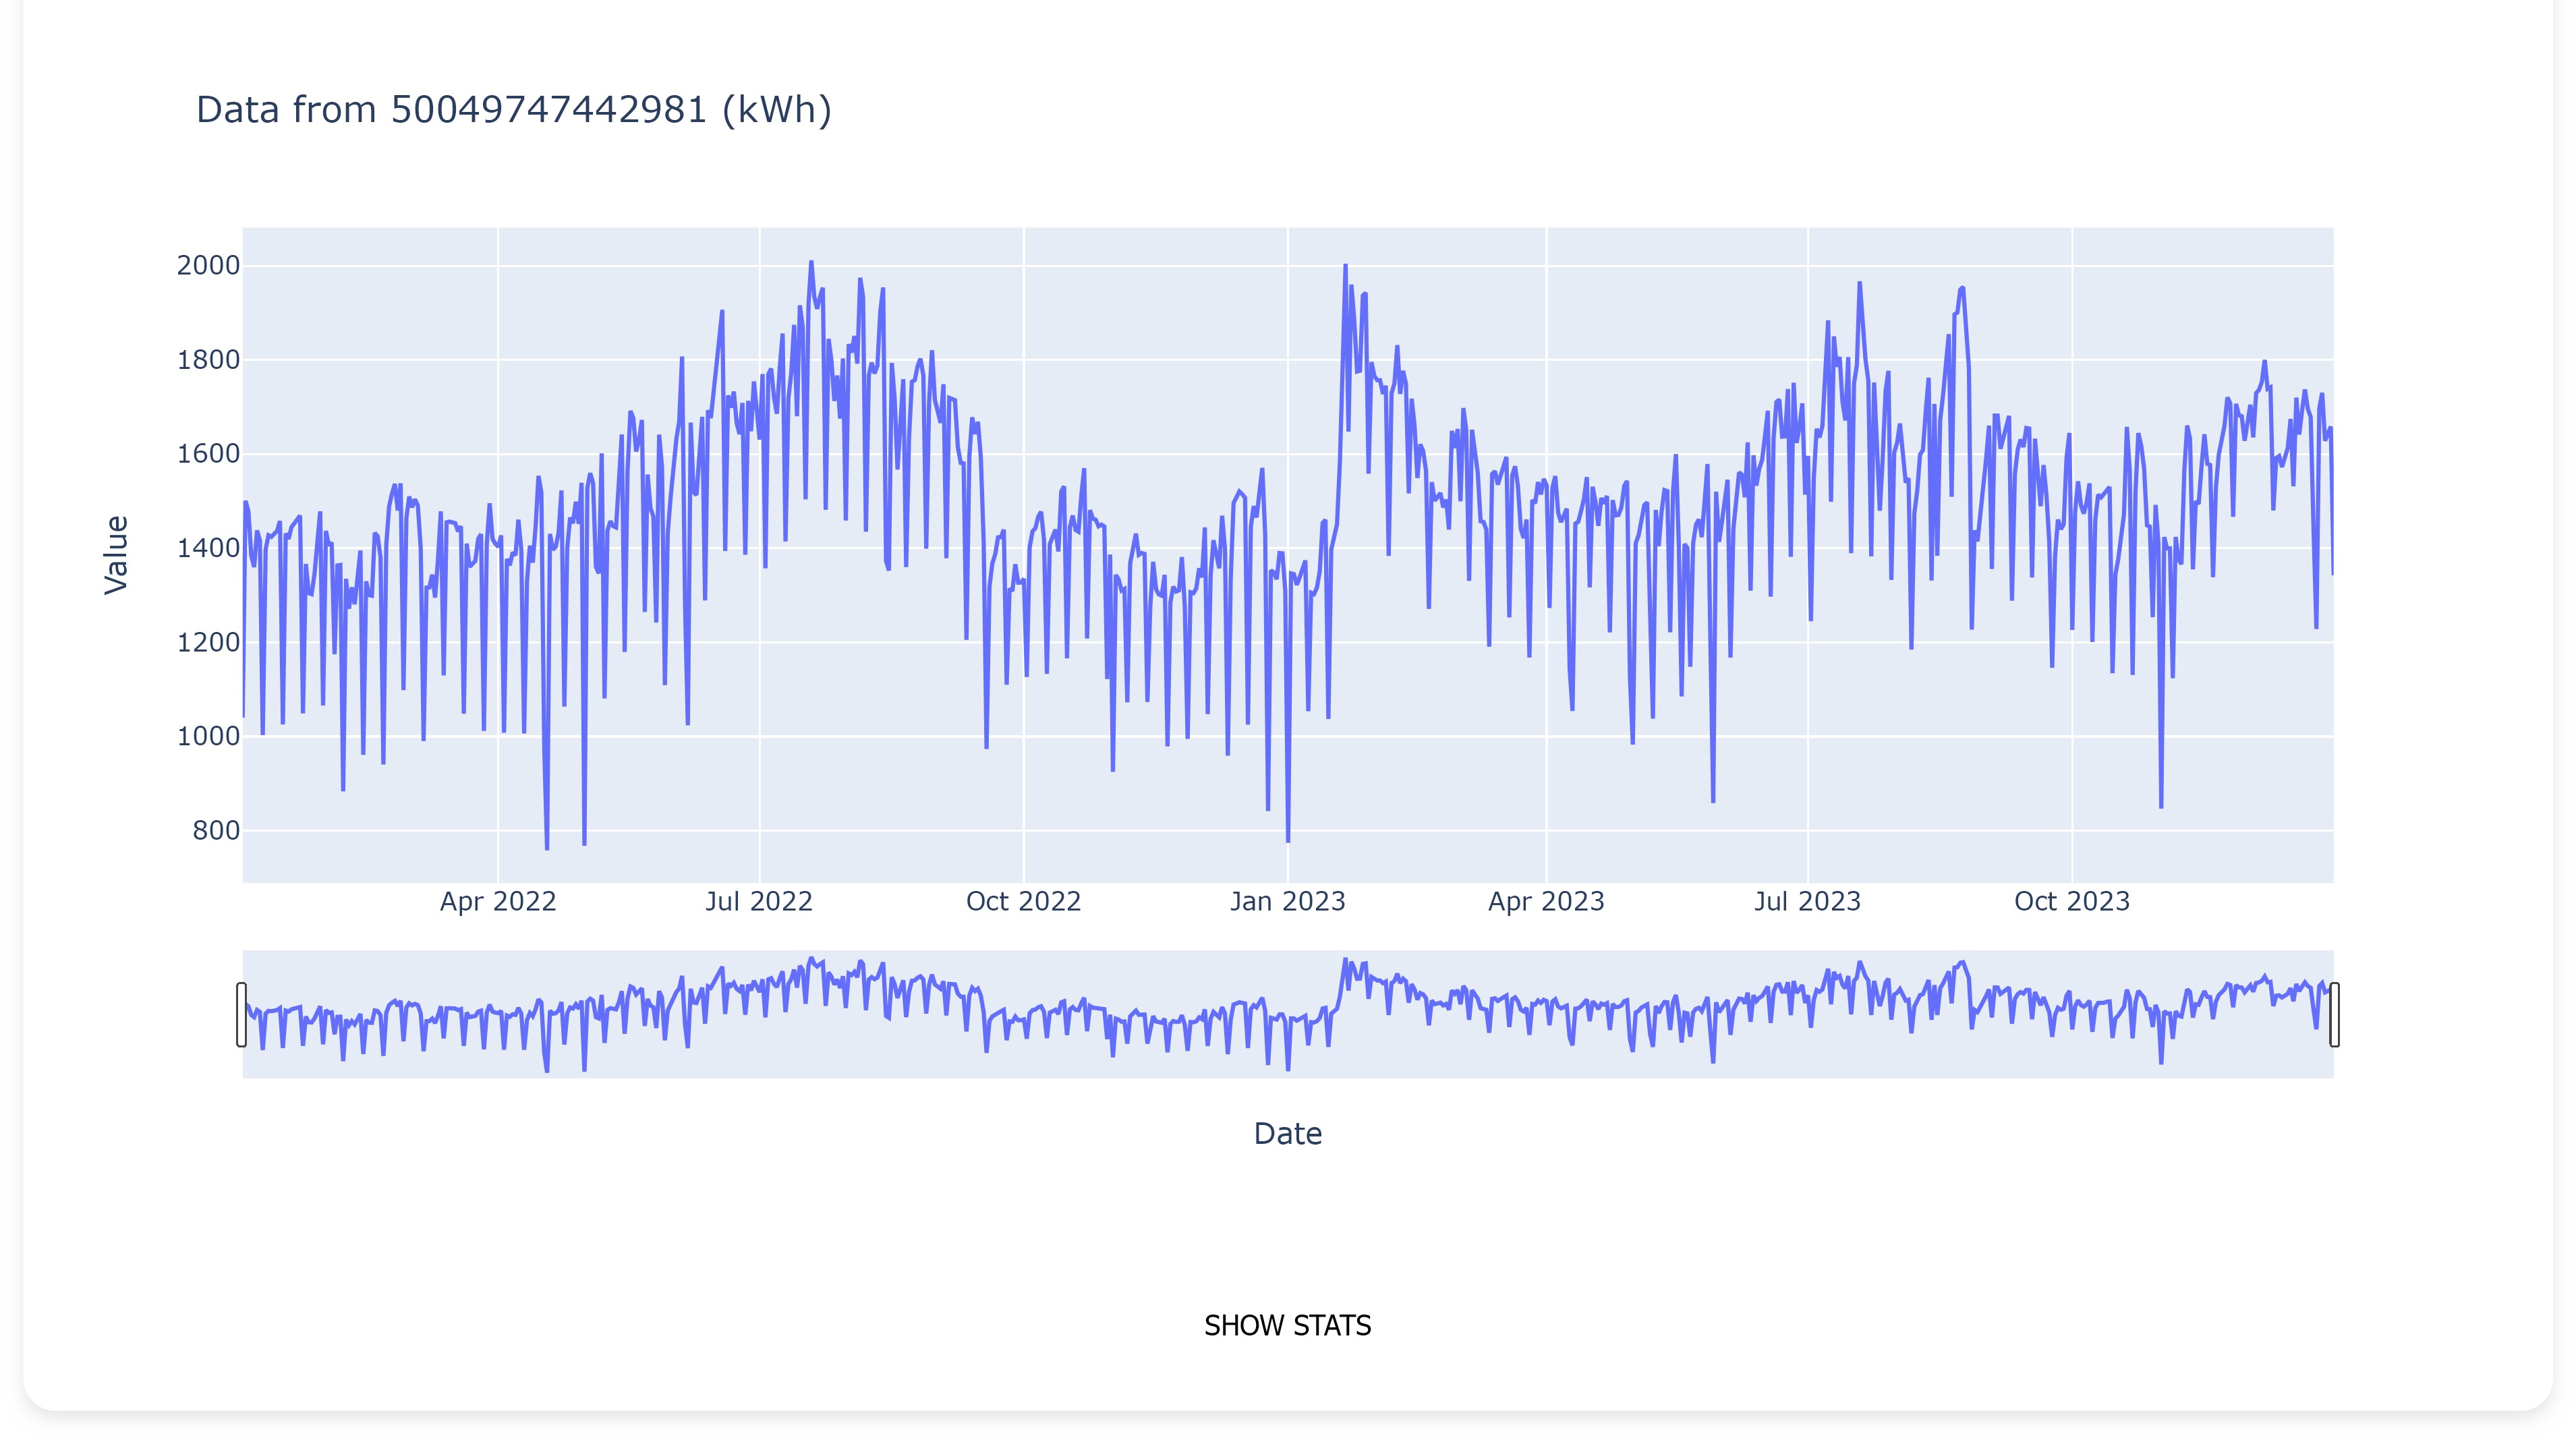 Data from 50049747442981 (kWh)
2000
1800
1600
1400
1200
1000
800
Value
Apr 2022
Jul 2022
Oct 2022
Jan 2023
Apr 2023
Jul 2023
Oct 2023
Date
SHOW STATS